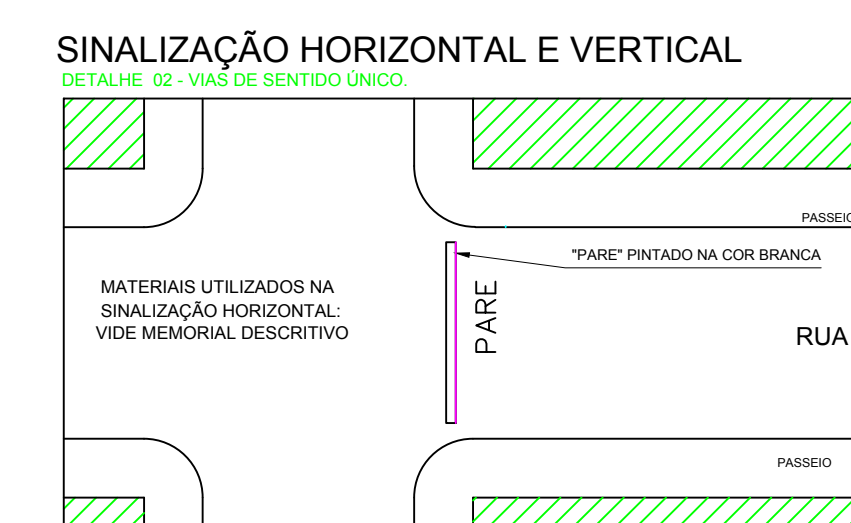 SINALIZAÇÃO HORIZONTAL E VERTICAL
DETALHE 02 - VIAS DE SENTIDO ÚNICO.
PASSEIO
"PARE" PINTADO NA COR BRANCA
MATERIAIS UTILIZADOS NA
SINALIZAÇÃO HORIZONTAL:
VIDE MEMORIAL DESCRITIVO
PARE
RUA
PASSEIO